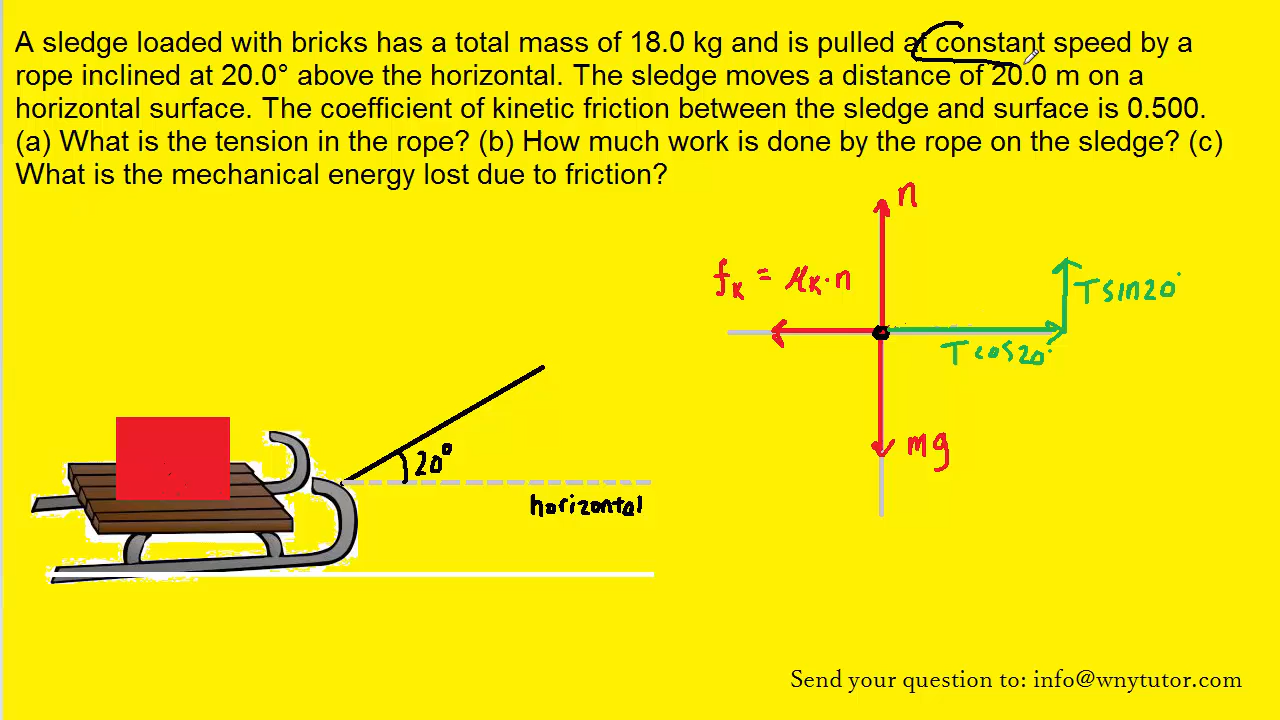 A sledge loaded with bricks has a total mass of 18.0 kg and is pulled at constant speed by a
rope inclined at 20.0° above the horizontal. The sledge moves a distance of 20.0 m on a
horizontal surface. The coefficient of kinetic friction between the sledge and surface is 0.500.
(a) What is the tension in the rope? (b) How much work is done by the rope on the sledge? (c)
What is the mechanical energy lost due to friction?
n
fₖ = μₖ·n
Tsin20°
Tcos20°
mg
20°
horizontal
Send your question to: info@wnytutor.com